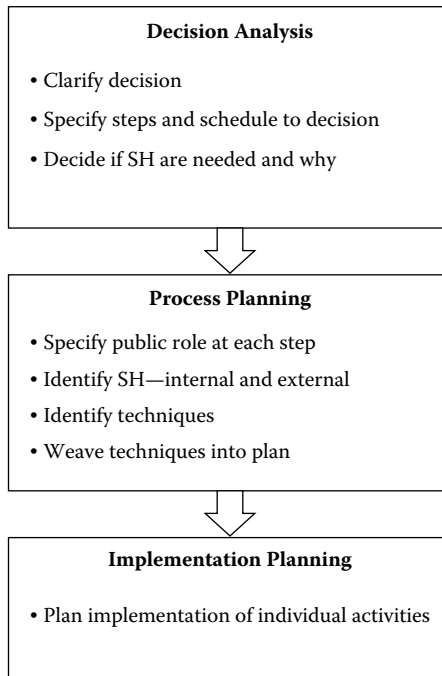 Decision Analysis
• Clarify decision
• Specify steps and schedule to decision
• Decide if SH are needed and why
Process Planning
• Specify public role at each step
• Identify SH—internal and external
• Identify techniques
• Weave techniques into plan
Implementation Planning
• Plan implementation of individual activities